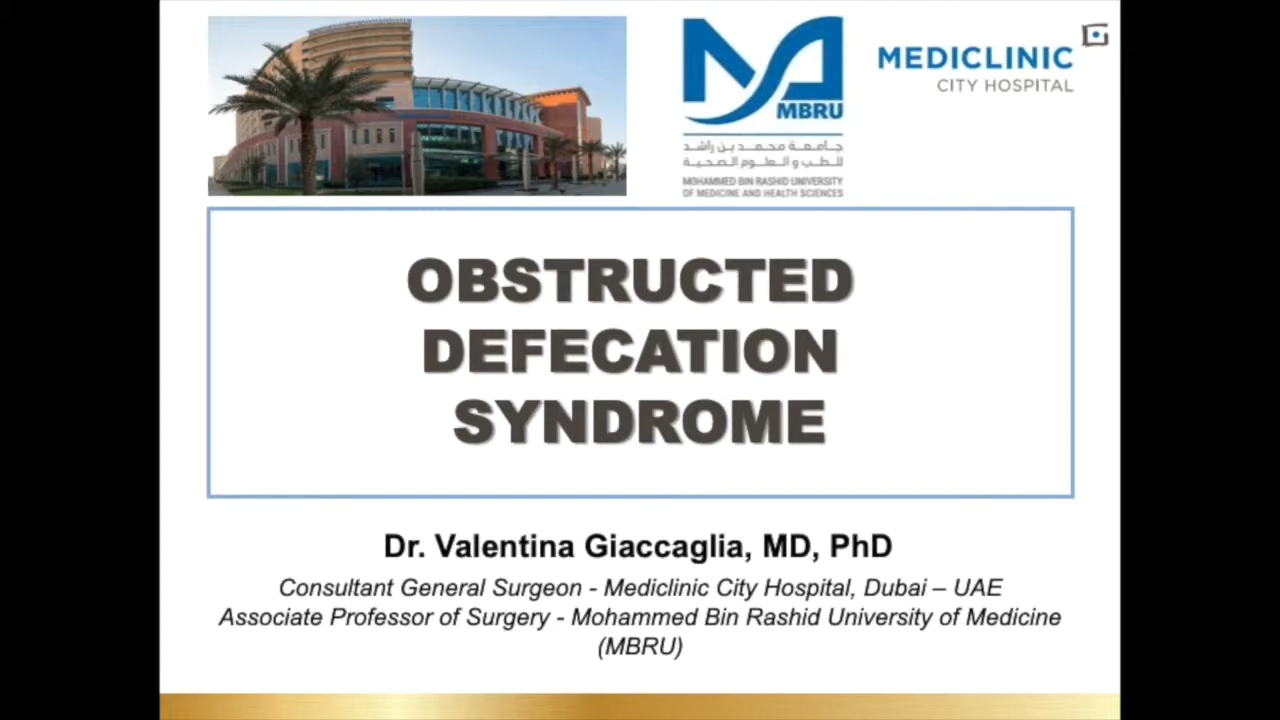 MBRU
جامعة محمد بن راشد
للطب و العلوم الصحية
MOHAMMED BIN RASHID UNIVERSITY
OF MEDICINE AND HEALTH SCIENCES
MEDICLINIC
CITY HOSPITAL
OBSTRUCTED
DEFECATION
SYNDROME
Dr. Valentina Giaccaglia, MD, PhD
Consultant General Surgeon - Mediclinic City Hospital, Dubai – UAE
Associate Professor of Surgery - Mohammed Bin Rashid University of Medicine
(MBRU)